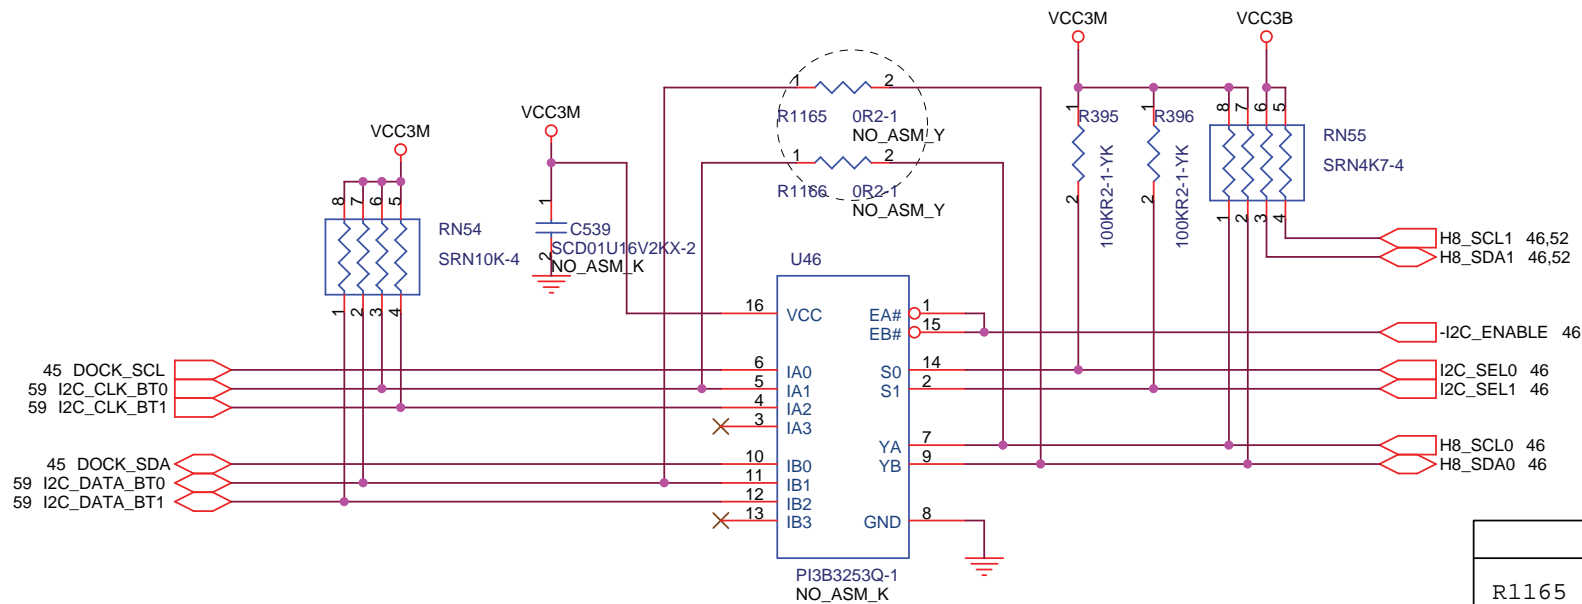 VCC3M VCC3B
1 2
R1165 0R2-1
NO_ASM_Y
1 2
R1166 0R2-1
NO_ASM_Y
VCC3M
VCC3M
8 7 6 5
RN54
SRN10K-4
1 2 3 4
1
C539
SCD01U16V2KX-2
2
NO_ASM_K
1
R395
100KR2-1-YK
2
1
R396
100KR2-1-YK
2
8 7 6 5
RN55
SRN4K7-4
1 2 3 4
H8_SCL1 46,52
H8_SDA1 46,52
U46
16 VCC EA# 1
EB# 15
-I2C_ENABLE 46
45 DOCK_SCL 6 IA0 S0 14 I2C_SEL0 46
59 I2C_CLK_BT0 5 IA1 S1 2 I2C_SEL1 46
59 I2C_CLK_BT1 4 IA2
3 IA3
YA 7 H8_SCL0 46
45 DOCK_SDA 10 IB0 YB 9 H8_SDA0 46
59 I2C_DATA_BT0 11 IB1
59 I2C_DATA_BT1 12 IB2
13 IB3 GND 8
PI3B3253Q-1
NO_ASM_K
R1165